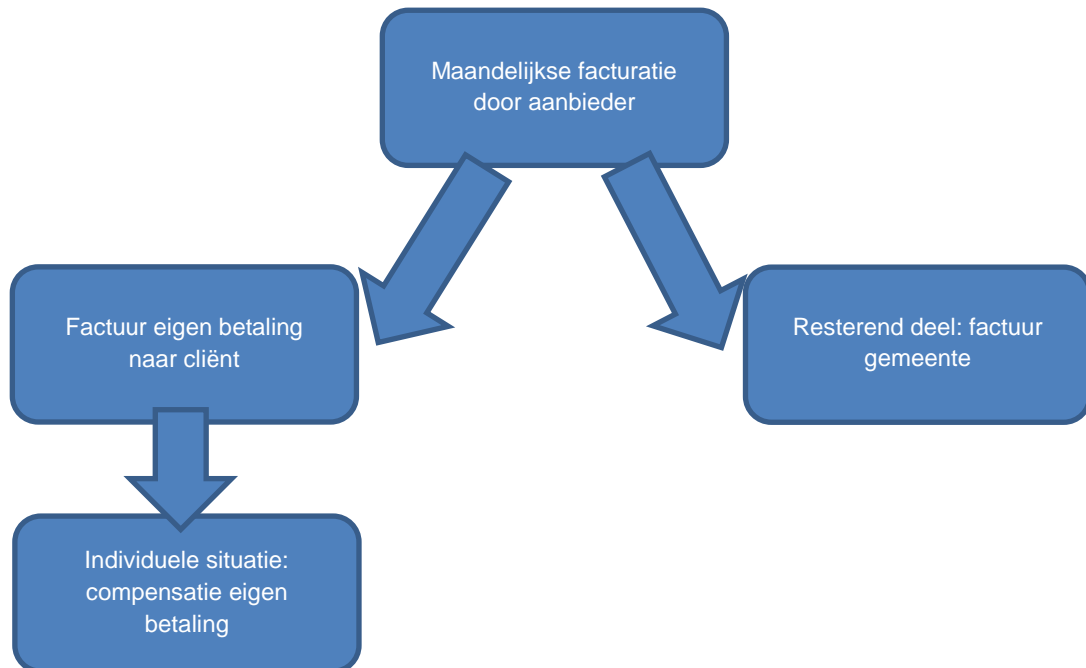 Maandelijkse facturatie
door aanbieder
Factuur eigen betaling
naar cliënt
Resterend deel: factuur
gemeente
Individuele situatie:
compensatie eigen
betaling